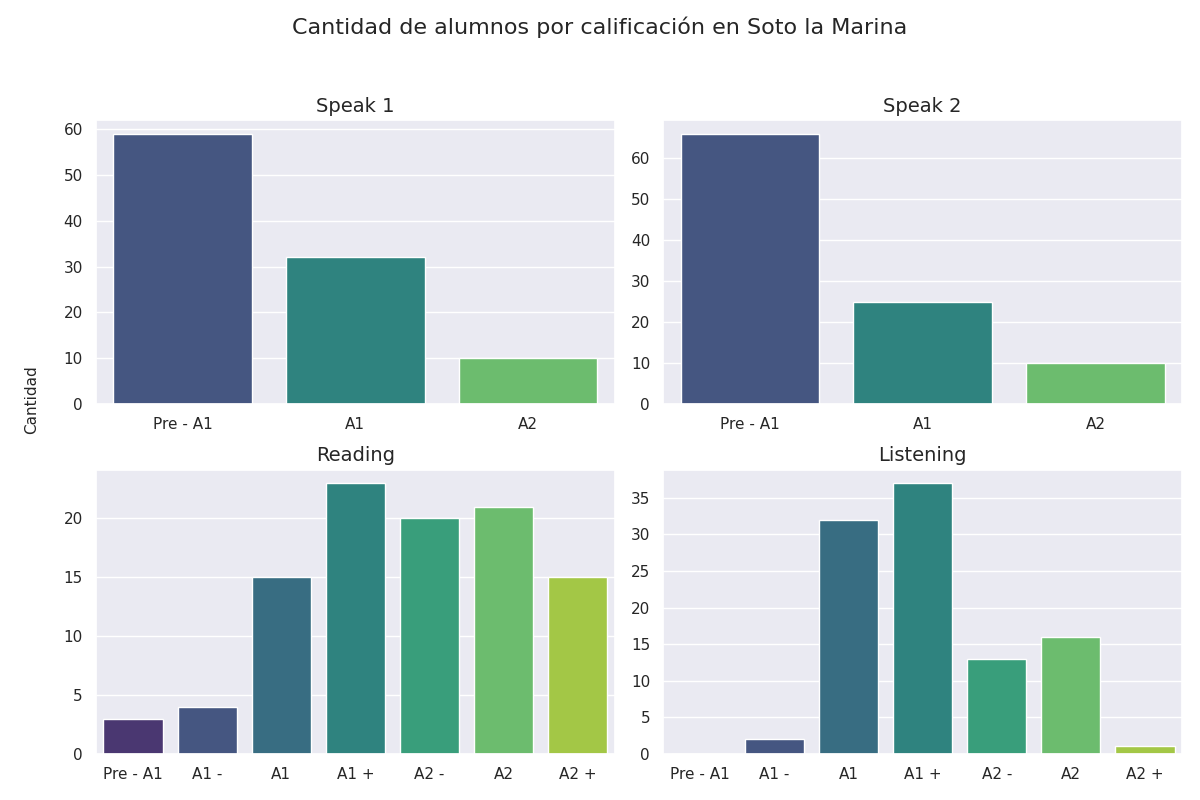 Cantidad de alumnos por calificación en Soto la Marina
Speak 1
60
50
40
30
20
10
0
Pre - A1 A1 A2
Speak 2
60
50
40
30
20
10
0
Pre - A1 A1 A2
Cantidad
Reading
20
15
10
5
0
Pre - A1 A1 - A1 A1 + A2 - A2 A2 +
Listening
35
30
25
20
15
10
5
0
Pre - A1 A1 - A1 A1 + A2 - A2 A2 +